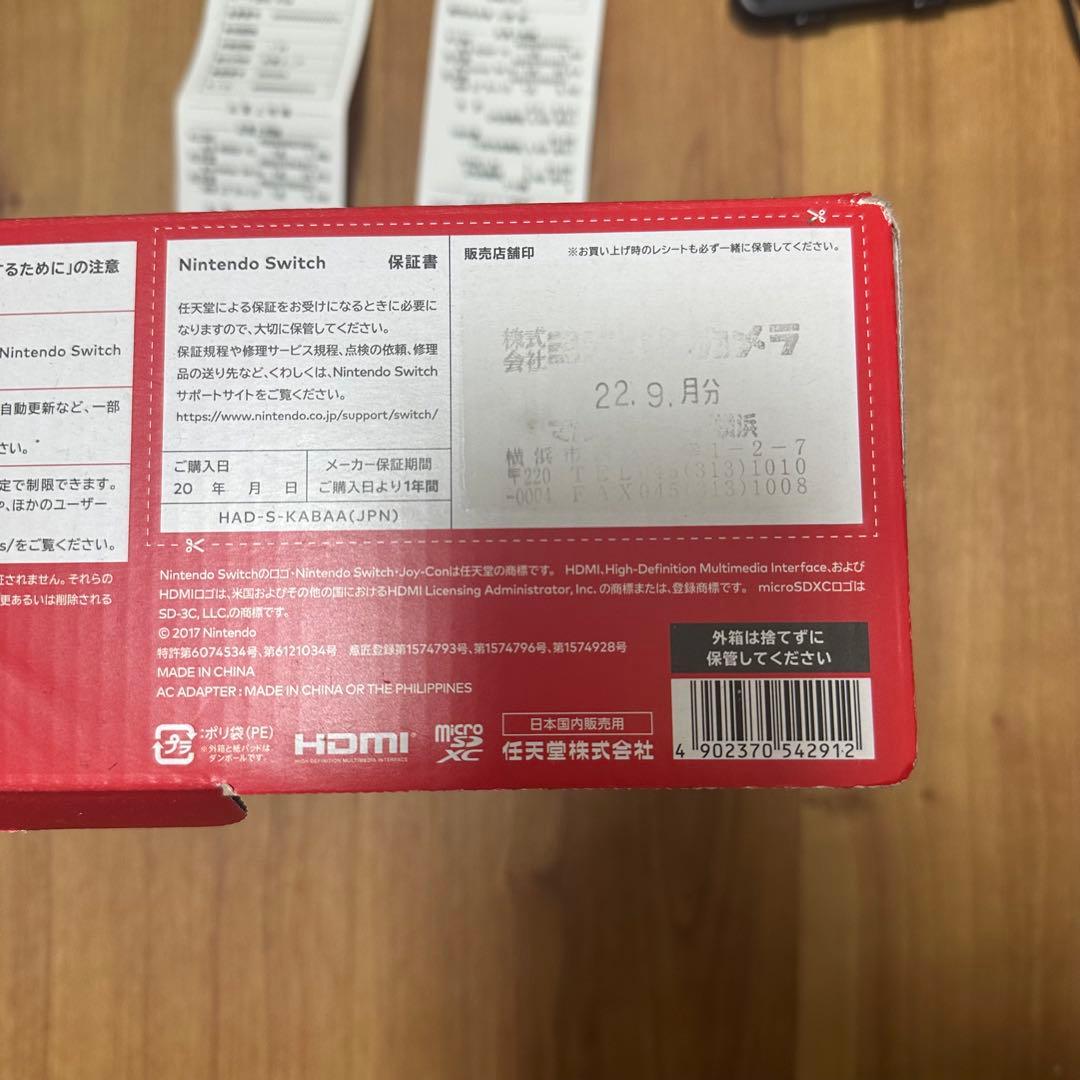 するために」の注意
Nintendo Switch
自動更新など、一部
さい。*
定で制限できます。
や、ほかのユーザー
s/をご覧ください。
証されません。それらの
更あるいは削除される
Nintendo Switch 保証書
任天堂による保証をお受けになるときに必要に
なりますので、大切に保管してください。
保証規程や修理サービス規程、点検の依頼、修理
品の送り先など、くわしくは、Nintendo Switch
サポートサイトをご覧ください。
https://www.nintendo.co.jp/support/switch/
ご購入日
20 年 月 日
メーカー保証期間
ご購入日より1年間
HAD-S-KABAA(JPN)
販売店舗印 ※お買い上げ時のレシートも必ず一緒に保管してください。
株式会社 カメラ
22.9.月分
横浜
横浜市 1-2-7
〒220 TEL 045(313)1010
-0004 FAX045( 13)1008
Nintendo Switchのロゴ・Nintendo Switch・Joy-Conは任天堂の商標です。 HDMI、High-Definition Multimedia Interface、および
HDMIロゴは、米国およびその他の国におけるHDMI Licensing Administrator, Inc. の商標または、登録商標です。 microSDXCロゴは
SD-3C, LLC.の商標です。
© 2017 Nintendo
特許第6074534号、第6121034号 意匠登録第1574793号、第1574796号、第1574928号
MADE IN CHINA
AC ADAPTER : MADE IN CHINA OR THE PHILIPPINES
プラ :ポリ袋(PE)
※外箱と紙パッドは
ダンボールです。
HDMI
HIGH-DEFINITION MULTIMEDIA INTERFACE
micro SD XC
日本国内販売用
任天堂株式会社
外箱は捨てずに
保管してください
4 902370 542912